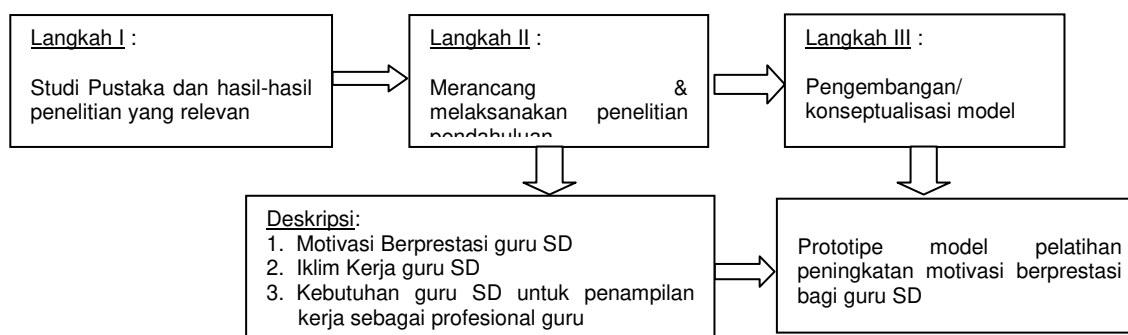 Langkah I :
Studi Pustaka dan hasil-hasil
penelitian yang relevan
Langkah II :
Merancang &
melaksanakan penelitian
pendahuluan
Langkah III :
Pengembangan/
konseptualisasi model
Deskripsi:
1. Motivasi Berprestasi guru SD
2. Iklim Kerja guru SD
3. Kebutuhan guru SD untuk penampilan
kerja sebagai profesional guru
Prototipe model pelatihan
peningkatan motivasi berprestasi
bagi guru SD